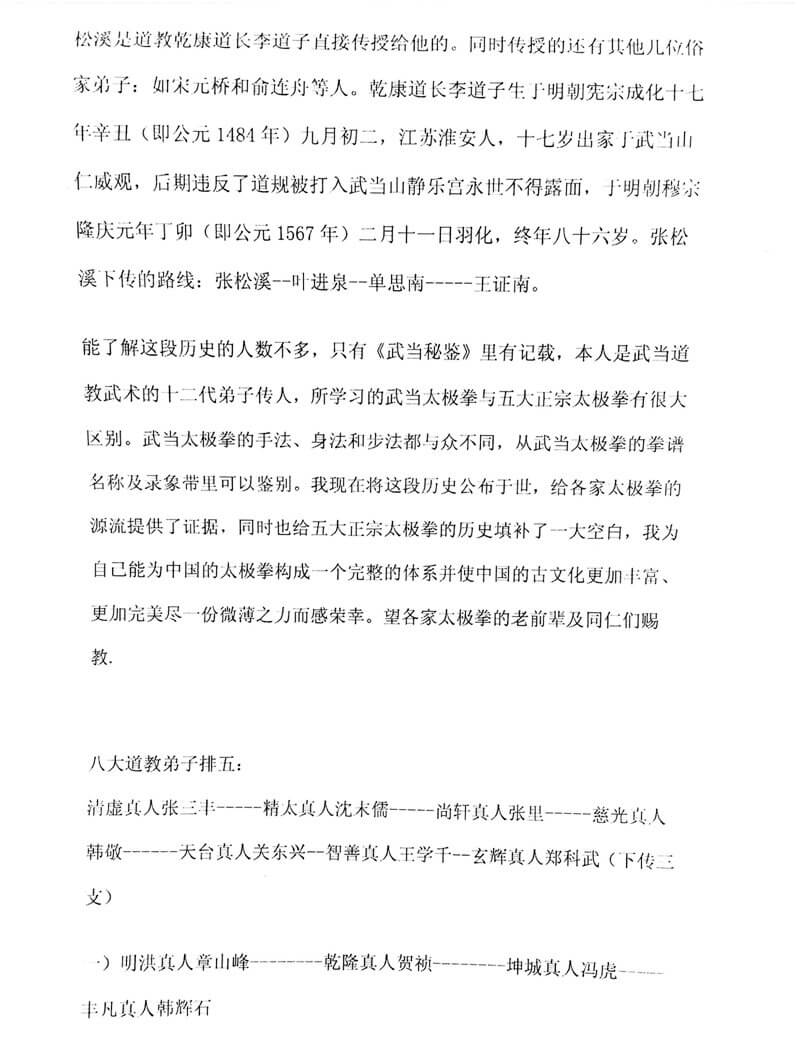 松溪是道教乾康道长李道子直接传授给他的。同时传授的还有其他几位俗
家弟子：如宋元桥和俞连舟等人。乾康道长李道子生于明朝宪宗成化十七
年辛丑（即公元1484年）九月初二，江苏淮安人，十七岁出家于武当山
仁威观，后期违反了道规被打入武当山静乐宫永世不得露面，于明朝穆宗
隆庆元年丁卯（即公元1567年）二月十一日羽化，终年八十六岁。张松
溪下传的路线：张松溪--叶进泉--单思南-----王证南。
能了解这段历史的人数不多，只有《武当秘鉴》里有记载，本人是武当道
教武术的十二代弟子传人，所学习的武当太极拳与五大正宗太极拳有很大
区别。武当太极拳的手法、身法和步法都与众不同，从武当太极拳的拳谱
名称及录象带里可以鉴别。我现在将这段历史公布于世，给各家太极拳的
源流提供了证据，同时也给五大正宗太极拳的历史填补了一大空白，我为
自己能为中国的太极拳构成一个完整的体系并使中国的古文化更加丰富、
更加完美尽一份微薄之力而感荣幸。望各家太极拳的老前辈及同仁们赐
教.
八大道教弟子排五：
清虚真人张三丰-----精太真人沈末儒-----尚轩真人张里-----慈光真人
韩敬------天台真人关东兴--智善真人王学千--玄辉真人郑科武（下传三
支）
一）明洪真人章山峰--------乾隆真人贺祯--------坤城真人冯虎-----
丰凡真人韩辉石